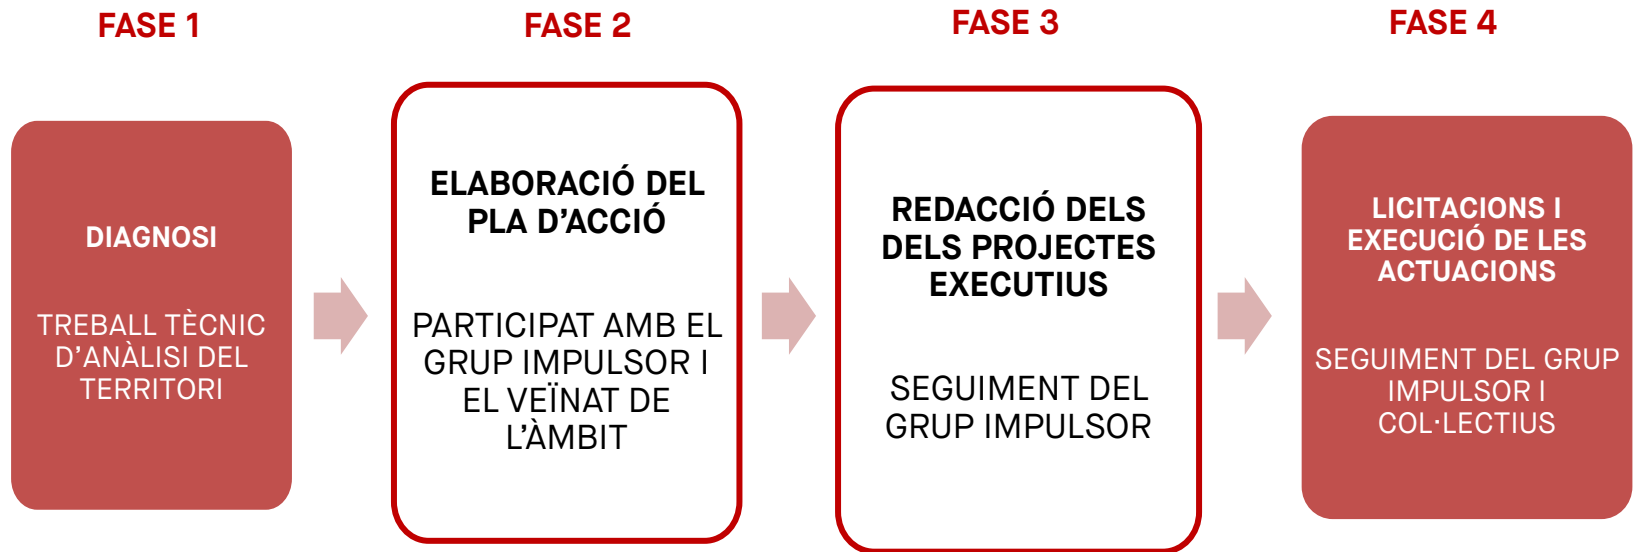 FASE 1
DIAGNOSI
TREBALL TÈCNIC
D’ANÀLISI DEL
TERRITORI
FASE 2
ELABORACIÓ DEL
PLA D’ACCIÓ
PARTICIPAT AMB EL
GRUP IMPULSOR I
EL VEÏNAT DE
L’ÀMBIT
FASE 3
REDACCIÓ DELS
DELS PROJECTES
EXECUTIUS
SEGUIMENT DEL
GRUP IMPULSOR
FASE 4
LICITACIONS I
EXECUCIÓ DE LES
ACTUACIONS
SEGUIMENT DEL GRUP
IMPULSOR I
COL·LECTIUS